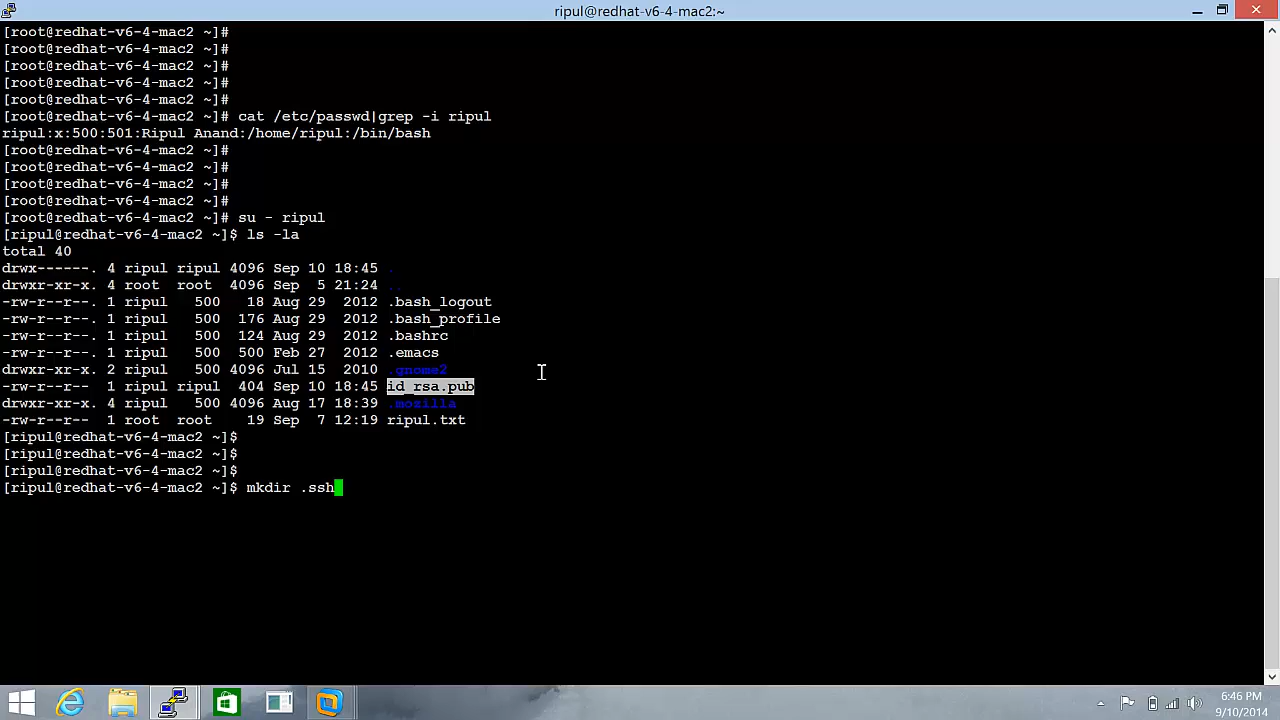 ripul@redhat-v6-4-mac2:~
[root@redhat-v6-4-mac2 ~]#
[root@redhat-v6-4-mac2 ~]#
[root@redhat-v6-4-mac2 ~]#
[root@redhat-v6-4-mac2 ~]#
[root@redhat-v6-4-mac2 ~]#
[root@redhat-v6-4-mac2 ~]# cat /etc/passwd|grep -i ripul
ripul:x:500:501:Ripul Anand:/home/ripul:/bin/bash
[root@redhat-v6-4-mac2 ~]#
[root@redhat-v6-4-mac2 ~]#
[root@redhat-v6-4-mac2 ~]#
[root@redhat-v6-4-mac2 ~]#
[root@redhat-v6-4-mac2 ~]# su - ripul
[ripul@redhat-v6-4-mac2 ~]$ ls -la
total 40
drwx------. 4 ripul ripul 4096 Sep 10 18:45 .
drwxr-xr-x. 4 root  root  4096 Sep  5 21:24 ..
-rw-r--r--. 1 ripul   500   18 Aug 29  2012 .bash_logout
-rw-r--r--. 1 ripul   500  176 Aug 29  2012 .bash_profile
-rw-r--r--. 1 ripul   500  124 Aug 29  2012 .bashrc
-rw-r--r--. 1 ripul   500  500 Feb 27  2012 .emacs
drwxr-xr-x. 2 ripul   500 4096 Jul 15  2010 .gnome2
-rw-r--r--  1 ripul ripul  404 Sep 10 18:45 id_rsa.pub
drwxr-xr-x. 4 ripul   500 4096 Aug 17 18:39 .mozilla
-rw-r--r--  1 root  root    19 Sep  7 12:19 ripul.txt
[ripul@redhat-v6-4-mac2 ~]$
[ripul@redhat-v6-4-mac2 ~]$
[ripul@redhat-v6-4-mac2 ~]$
[ripul@redhat-v6-4-mac2 ~]$ mkdir .ssh
6:46 PM
9/10/2014